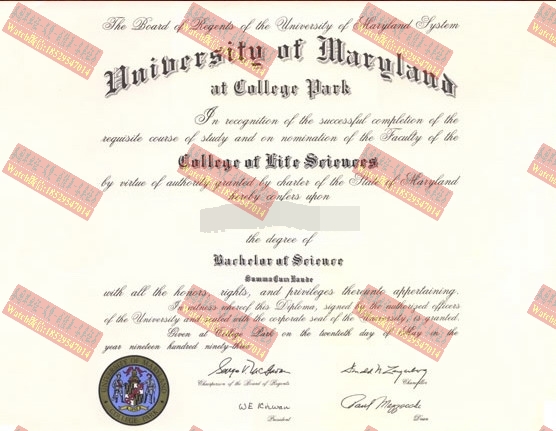 The Board of Regents of the University of Maryland System
University of Maryland
at College Park
In recognition of the successful completion of the
requisite course of study and on nomination of the Faculty of the
College of Life Sciences
by virtue of authority granted by charter of the State of Maryland
hereby confers upon
the degree of
Bachelor of Science
Summa Cum Laude
with all the honors, rights, and privileges thereunto appertaining.
In witness whereof this Diploma, signed by the authorized officers
of the University and sealed with the corporate seal of the University, is granted.
Given at College Park on the twentieth day of May in the
year nineteen hundred ninety-three.
Chairperson of the Board of Regents
Chancellor
President
Dean